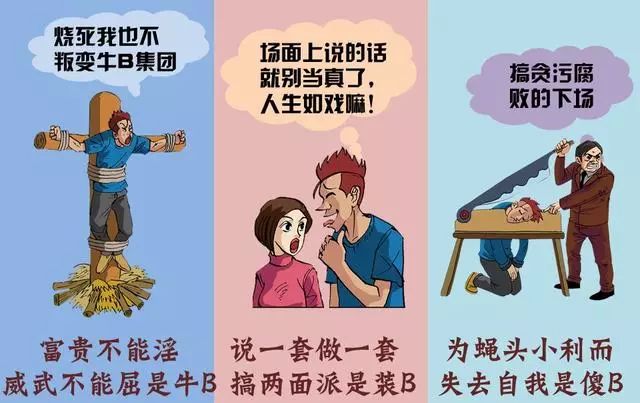 烧死我也不
叛变牛B集团
富贵不能淫
威武不能屈是牛B
场面上说的话
就别当真了，
人生如戏嘛！
说一套做一套
搞两面派是装B
搞贪污腐
败的下场
为蝇头小利而
失去自我是傻B